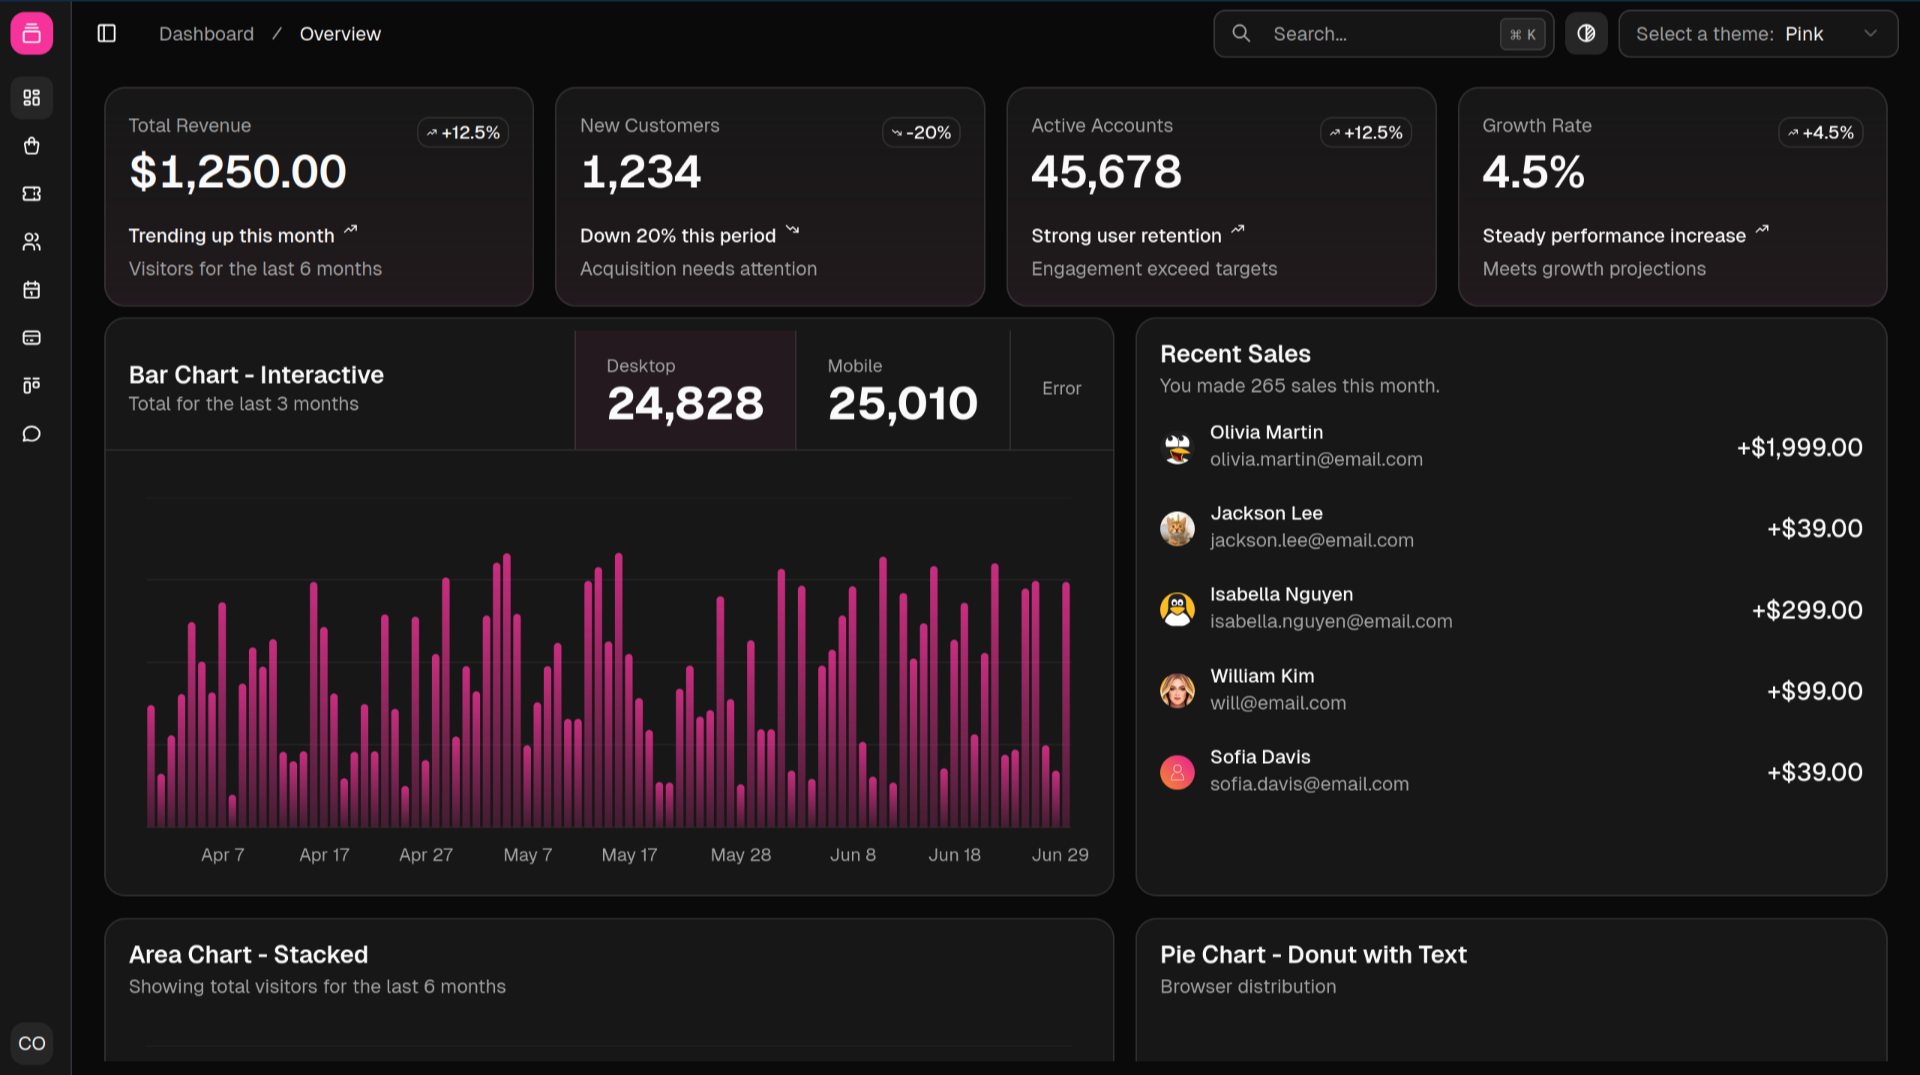 Dashboard / Overview
Search... ⌘ K
Select a theme: Pink
Total Revenue
+12.5%
$1,250.00
Trending up this month
Visitors for the last 6 months
New Customers
-20%
1,234
Down 20% this period
Acquisition needs attention
Active Accounts
+12.5%
45,678
Strong user retention
Engagement exceed targets
Growth Rate
+4.5%
4.5%
Steady performance increase
Meets growth projections
Bar Chart - Interactive
Total for the last 3 months
Desktop
24,828
Mobile
25,010
Error
Apr 7 Apr 17 Apr 27 May 7 May 17 May 28 Jun 8 Jun 18 Jun 29
Recent Sales
You made 265 sales this month.
Olivia Martin
olivia.martin@email.com
+$1,999.00
Jackson Lee
jackson.lee@email.com
+$39.00
Isabella Nguyen
isabella.nguyen@email.com
+$299.00
William Kim
will@email.com
+$99.00
Sofia Davis
sofia.davis@email.com
+$39.00
Area Chart - Stacked
Showing total visitors for the last 6 months
Pie Chart - Donut with Text
Browser distribution
CO